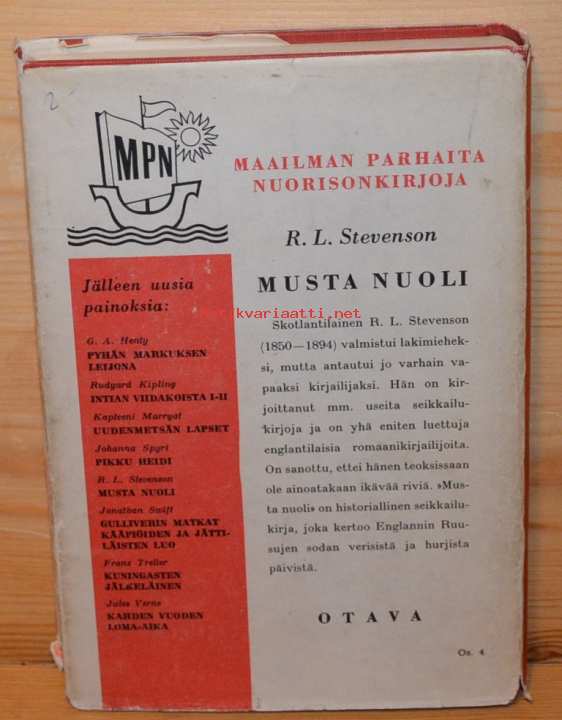 2
MPN
MAAILMAN PARHAITA
NUORISONKIRJOJA
R. L. Stevenson
MUSTA NUOLI
kvariaatti.net
Skotlantilainen R. L. Stevenson
(1850—1894) valmistui lakimiehek-
si, mutta antautui jo varhain va-
paaksi kirjailijaksi. Hän on kir-
joittanut mm. useita seikkailu-
kirjoja ja on yhä eniten luettuja
englantilaisia romaanikirjailijoita.
On sanottu, ettei hänen teoksissaan
ole ainoatakaan ikävää riviä. »Mus-
ta nuoli» on historiallinen seikkailu-
kirja, joka kertoo Englannin Ruu-
sujen sodan verisistä ja hurjista
päivistä.
OTAVA
Os. 4
Jälleen uusia
painoksia:
G. A. Henty
PYHÄN MARKUKSEN
LEIJONA
Rudyard Kipling
INTIAN VIIDAKOISTA I-II
Kapteeni Marryat
UUDENMETSÄN LAPSET
Johanna Spyri
PIKKU HEIDI
R. L. Stevenson
MUSTA NUOLI
Jonathan Swift
GULLIVERIN MATKAT
KÄÄPIÖIDEN JA JÄTTI-
LÄISTEN LUO
Franz Treller
KUNINGASTEN
JÄLKELÄINEN
Jules Verne
KAHDEN VUODEN
LOMA-AIKA